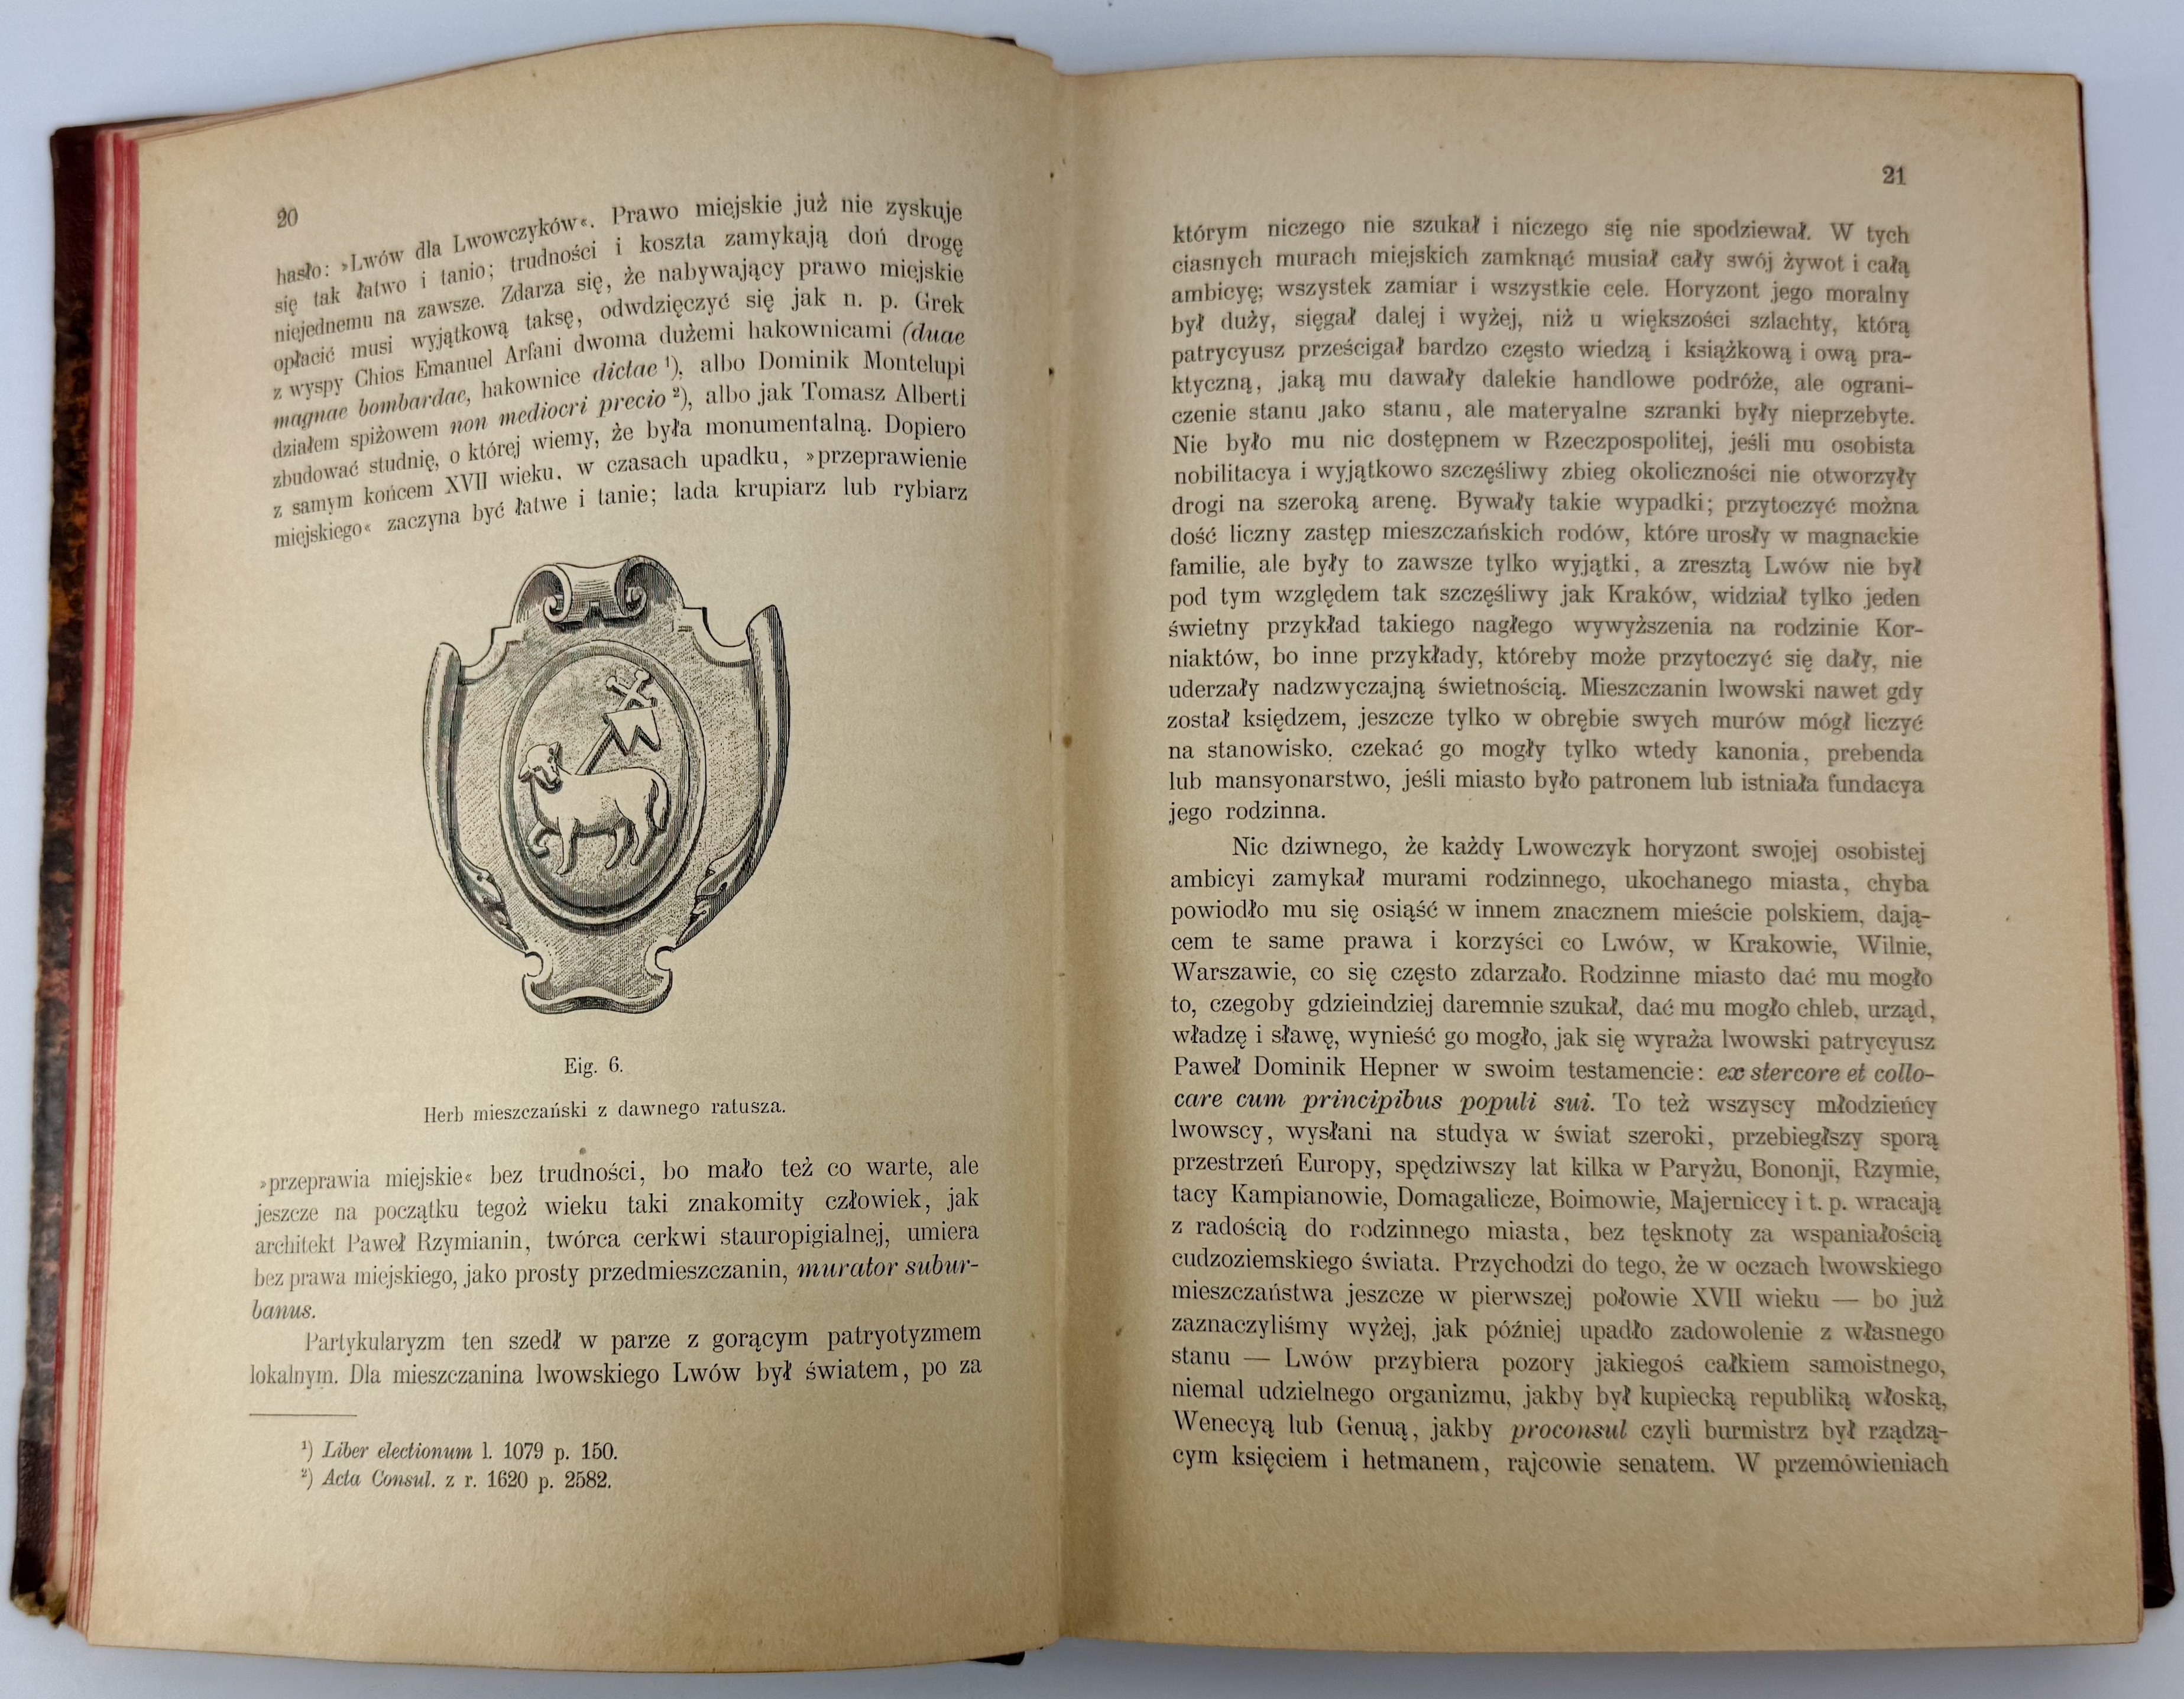 20
hasło: »Lwów dla Lwowczyków«. Prawo miejskie już nie zyskuje
się tak łatwo i tanio; trudności i koszta zamykają doń drogę
niejednemu na zawsze. Zdarza się, że nabywający prawo miejskie
opłacić musi wyjątkową taksę, odwdzięczyć się jak n. p. Grek
z wyspy Chios Emanuel Arfani dwoma dużemi hakownicami (duae
magnae bombardae, hakownice dictae ¹), albo Dominik Montelupi
działem spiżowem non mediocri precio ²), albo jak Tomasz Alberti
zbudować studnię, o której wiemy, że była monumentalną. Dopiero
z samym końcem XVII wieku, w czasach upadku, »przeprawienie
miejskiego« zaczyna być łatwe i tanie; lada krupiarz lub rybiarz
Eig. 6.
Herb mieszczański z dawnego ratusza.
»przeprawia miejskie« bez trudności, bo mało też co warte, ale
jeszcze na początku tegoż wieku taki znakomity człowiek, jak
architekt Paweł Rzymianin, twórca cerkwi stauropigialnej, umiera
bez prawa miejskiego, jako prosty przedmieszczanin, murator subur-
banus.
Partykularyzm ten szedł w parze z gorącym patryotyzmem
lokalnym. Dla mieszczanina lwowskiego Lwów był światem, po za
¹) Liber electionum l. 1079 p. 150.
²) Acta Consul. z r. 1620 p. 2582.
21
którym niczego nie szukał i niczego się nie spodziewał. W tych
ciasnych murach miejskich zamknąć musiał cały swój żywot i całą
ambicyę; wszystek zamiar i wszystkie cele. Horyzont jego moralny
był duży, sięgał dalej i wyżej, niż u większości szlachty, którą
patrycyusz prześcigał bardzo często wiedzą i książkową i ową pra-
ktyczną, jaką mu dawały dalekie handlowe podróże, ale ograni-
czenie stanu jako stanu, ale materyalne szranki były nieprzebyte.
Nie było mu nic dostępnem w Rzeczpospolitej, jeśli mu osobista
nobilitacya i wyjątkowo szczęśliwy zbieg okoliczności nie otworzyły
drogi na szeroką arenę. Bywały takie wypadki; przytoczyć można
dość liczny zastęp mieszczańskich rodów, które urosły w magnackie
familie, ale były to zawsze tylko wyjątki, a zresztą Lwów nie był
pod tym względem tak szczęśliwy jak Kraków, widział tylko jeden
świetny przykład takiego nagłego wywyższenia na rodzinie Kor-
niaktów, bo inne przykłady, któreby może przytoczyć się dały, nie
uderzały nadzwyczajną świetnością. Mieszczanin lwowski nawet gdy
został księdzem, jeszcze tylko w obrębie swych murów mógł liczyć
na stanowisko, czekać go mogły tylko wtedy kanonia, prebenda
lub mansyonarstwo, jeśli miasto było patronem lub istniała fundacya
jego rodzinna.
Nic dziwnego, że każdy Lwowczyk horyzont swojej osobistej
ambicyi zamykał murami rodzinnego, ukochanego miasta, chyba
powiodło mu się osiąść w innem znacznem mieście polskiem, dają-
cem te same prawa i korzyści co Lwów, w Krakowie, Wilnie,
Warszawie, co się często zdarzało. Rodzinne miasto dać mu mogło
to, czegoby gdzieindziej daremnie szukał, dać mu mogło chleb, urząd,
władzę i sławę, wynieść go mogło, jak się wyraża lwowski patrycyusz
Paweł Dominik Hepner w swoim testamencie: ex stercore et collo-
care cum principibus populi sui. To też wszyscy młodzieńcy
lwowscy, wysłani na studya w świat szeroki, przebiegłszy sporą
przestrzeń Europy, spędziwszy lat kilka w Paryżu, Bononji, Rzymie,
tacy Kampianowie, Domagalicze, Boimowie, Majerniccy i t. p. wracają
z radością do rodzinnego miasta, bez tęsknoty za wspaniałością
cudzoziemskiego świata. Przychodzi do tego, że w oczach lwowskiego
mieszczaństwa jeszcze w pierwszej połowie XVII wieku — bo już
zaznaczyliśmy wyżej, jak później upadło zadowolenie z własnego
stanu — Lwów przybiera pozory jakiegoś całkiem samoistnego,
niemal udzielnego organizmu, jakby był kupiecką republiką włoską,
Wenecyą lub Genuą, jakby proconsul czyli burmistrz był rządzą-
cym księciem i hetmanem, rajcowie senatem. W przemówieniach